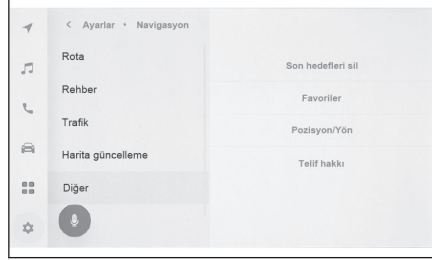 < Ayarlar • Navigasyon
Rota
Rehber
Trafik
Harita güncelleme
Diğer
Son hedefleri sil
Favoriler
Pozisyon/Yön
Telif hakkı